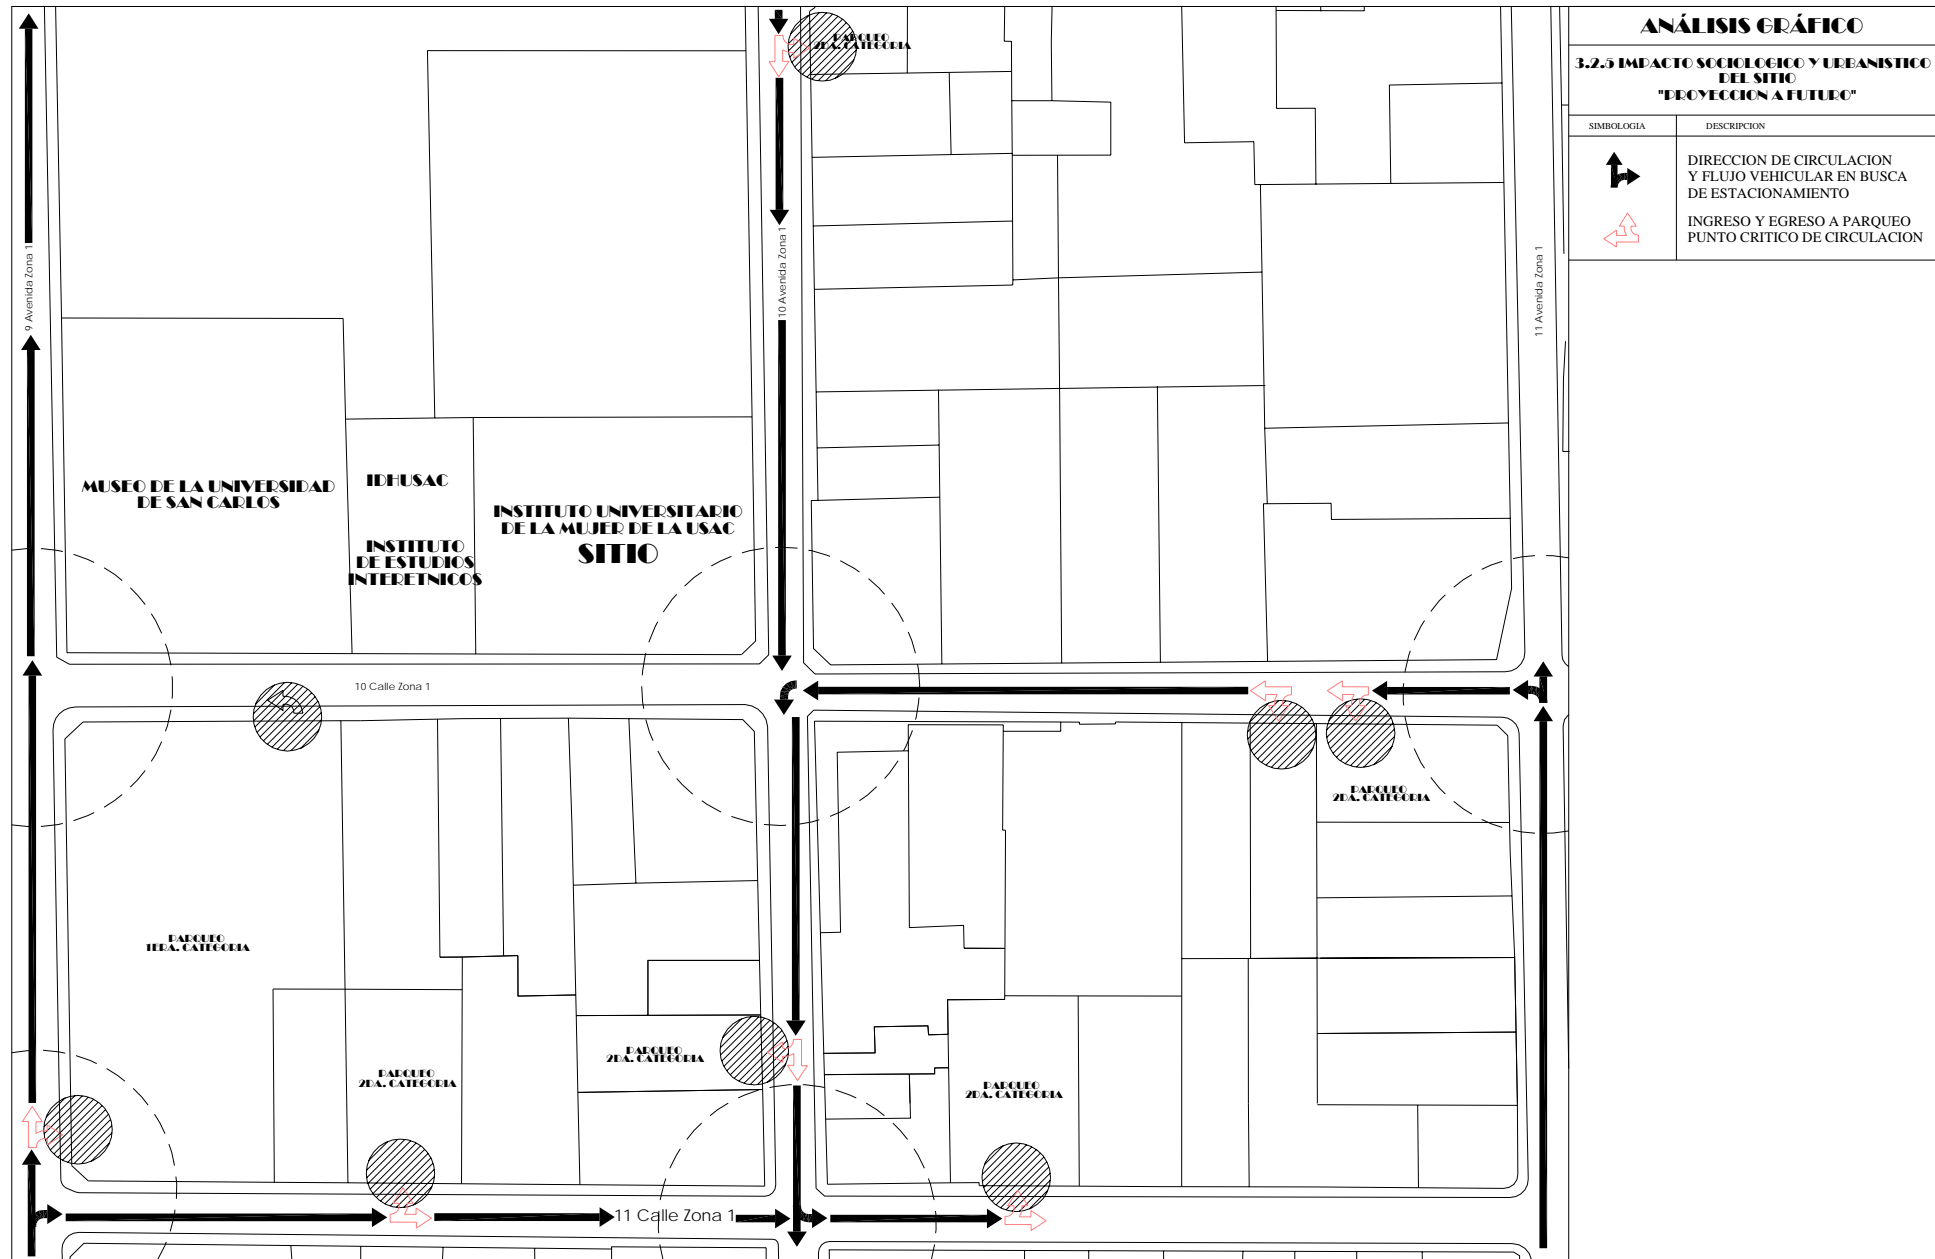 ANÁLISIS GRÁFICO
3.2.5 IMPACTO SOCIOLOGICO Y URBANISTICO
DEL SITIO
"PROYECCION A FUTURO"
SIMBOLOGIA
DESCRIPCION
DIRECCION DE CIRCULACION
Y FLUJO VEHICULAR EN BUSCA
DE ESTACIONAMIENTO
INGRESO Y EGRESO A PARQUEO
PUNTO CRITICO DE CIRCULACION
PARQUEO
2DA. CATEGORIA
9 Avenida Zona 1
10 Avenida Zona 1
11 Avenida Zona 1
MUSEO DE LA UNIVERSIDAD
DE SAN CARLOS
IDHUSAC
INSTITUTO
DE ESTUDIOS
INTERETNICOS
INSTITUTO UNIVERSITARIO
DE LA MUJER DE LA USAC
SITIO
10 Calle Zona 1
PARQUEO
2DA. CATEGORIA
PARQUEO
1ERA. CATEGORIA
PARQUEO
2DA. CATEGORIA
PARQUEO
2DA. CATEGORIA
PARQUEO
2DA. CATEGORIA
11 Calle Zona 1